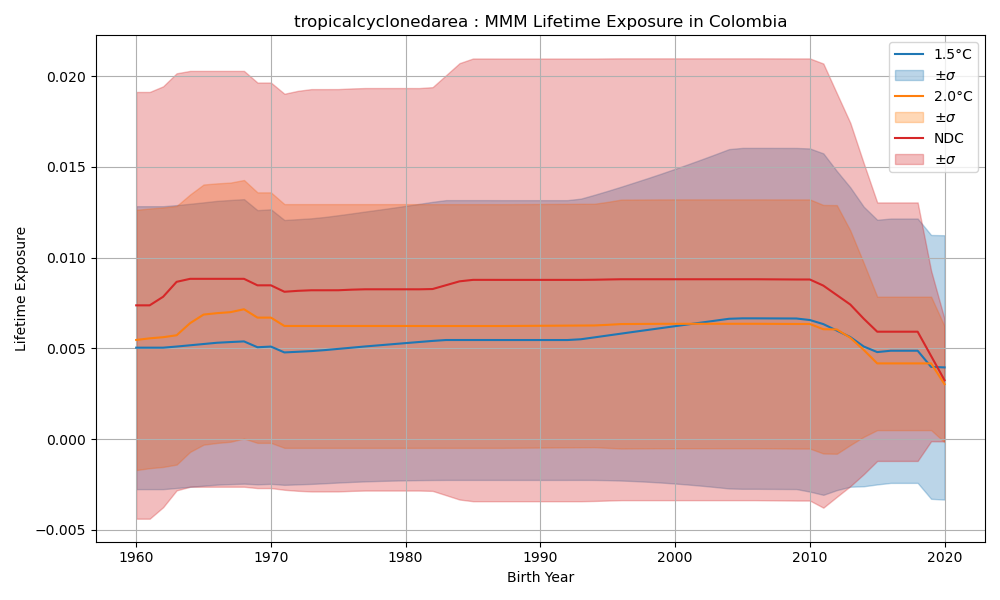 tropicalcyclonedarea : MMM Lifetime Exposure in Colombia
Lifetime Exposure
0.020
0.015
0.010
0.005
0.000
−0.005
1960
1970
1980
1990
2000
2010
2020
Birth Year
1.5°C
±σ
2.0°C
±σ
NDC
±σ